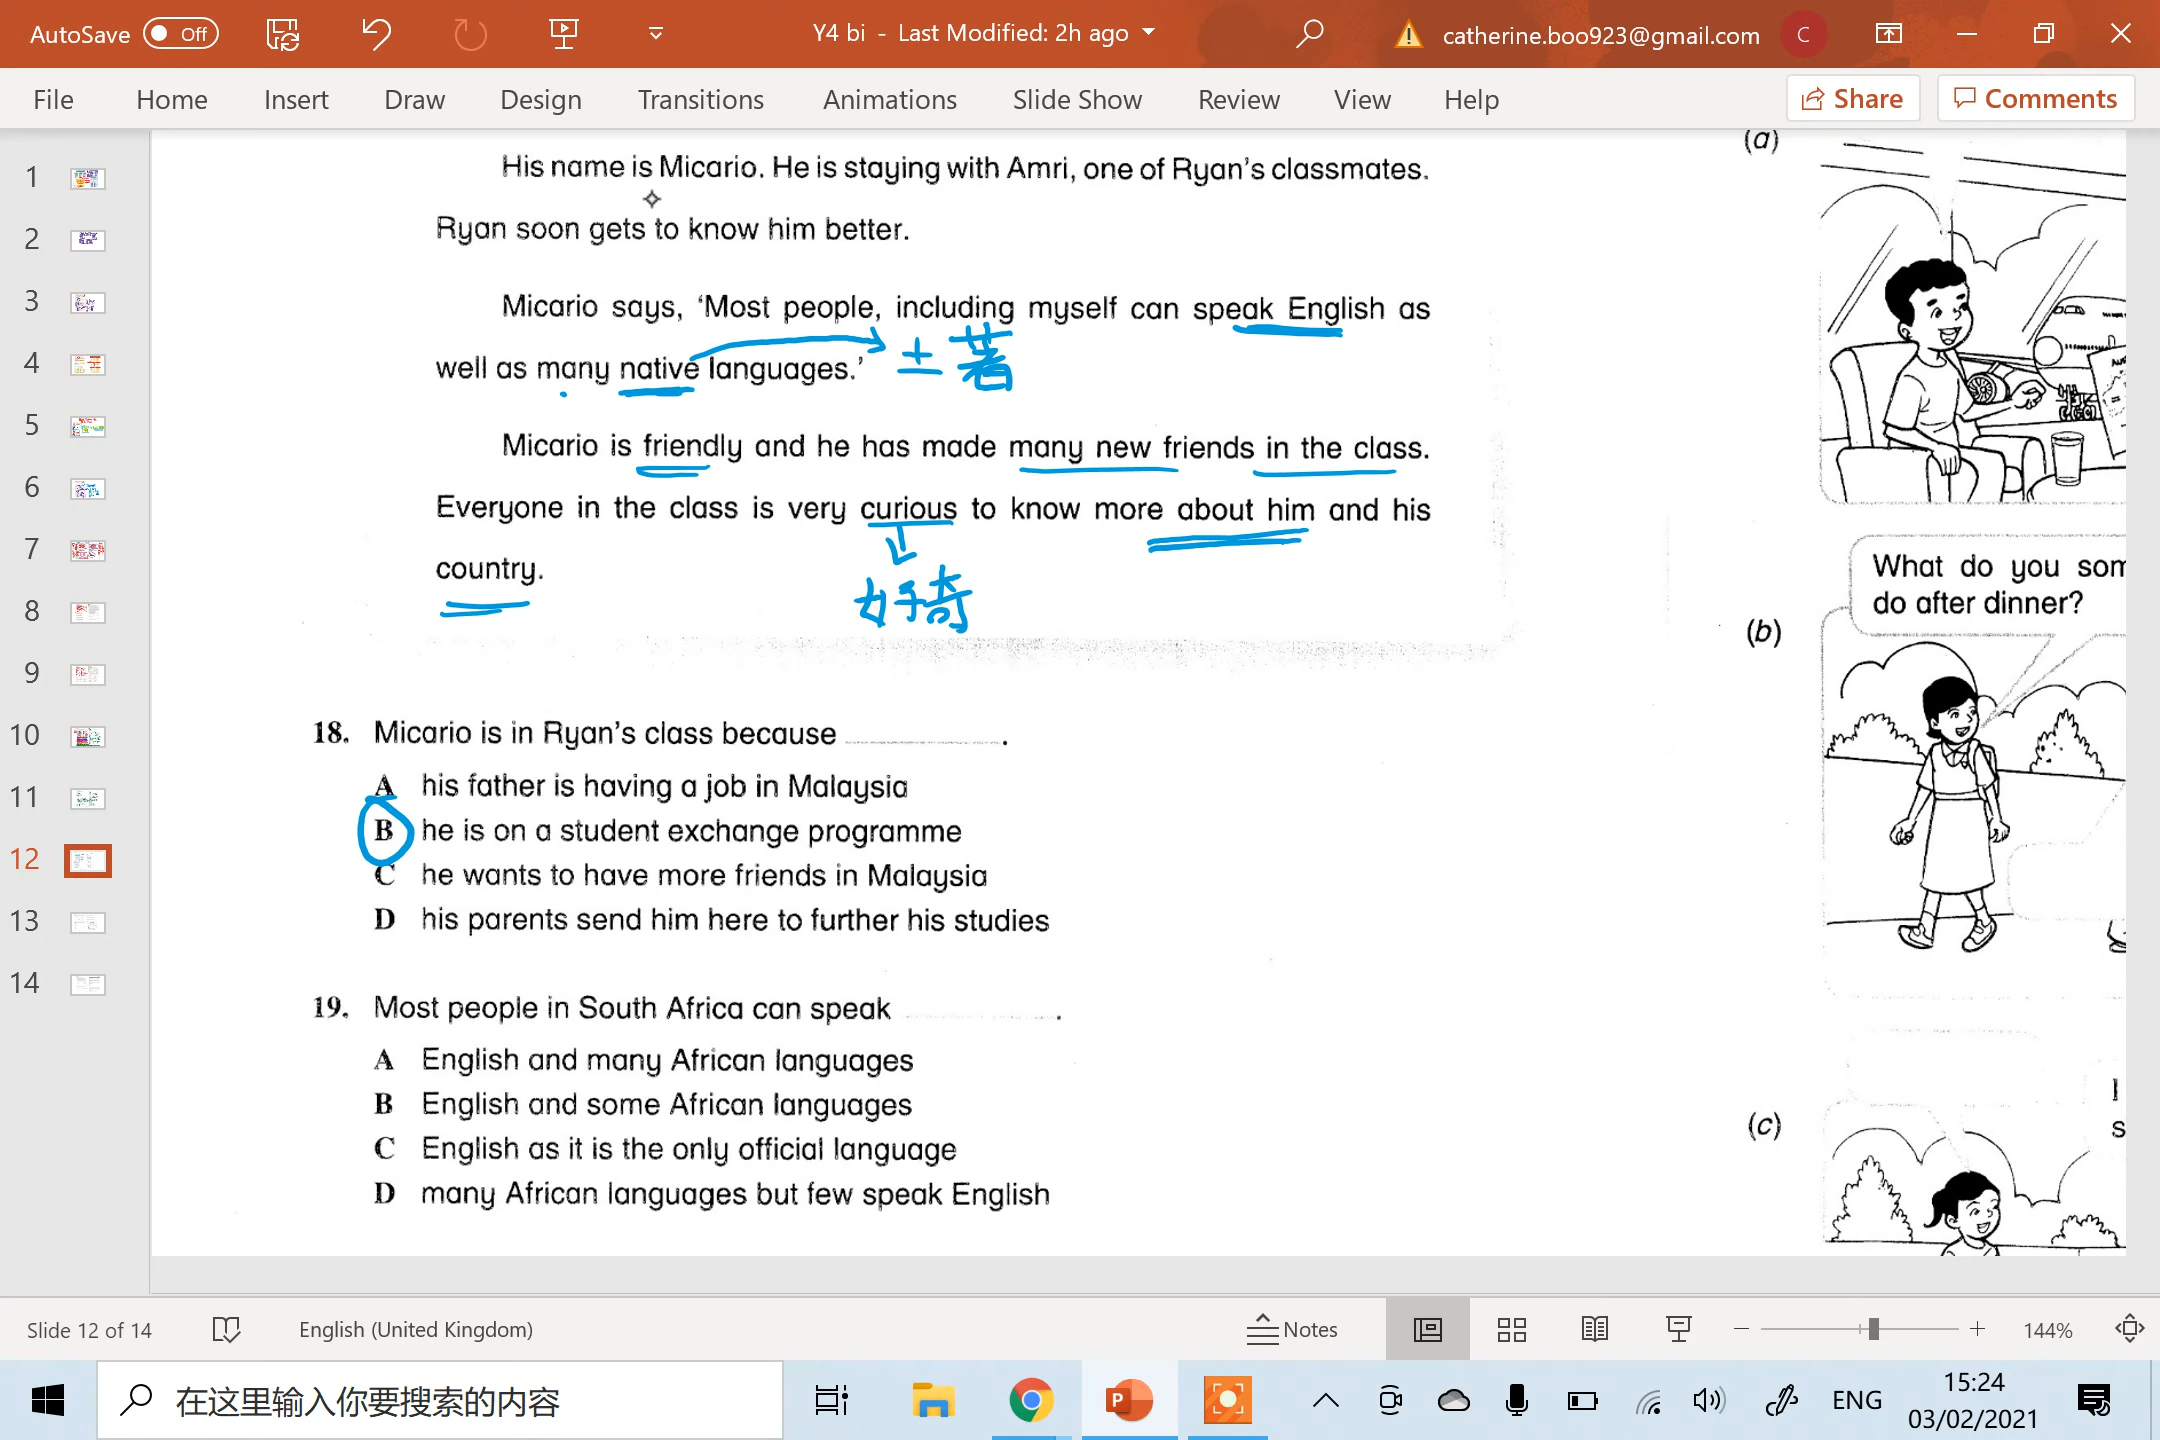 AutoSave Off Y4 bi - Last Modified: 2h ago catherine.boo923@gmail.com C
File Home Insert Draw Design Transitions Animations Slide Show Review View Help Share Comments
1
2
3
4
5
6
7
8
9
10
11
12
13
14
His name is Micario. He is staying with Amri, one of Ryan's classmates.
Ryan soon gets to know him better.
Micario says, 'Most people, including myself can speak English as
well as many native languages.' 土著
Micario is friendly and he has made many new friends in the class.
Everyone in the class is very curious to know more about him and his
country.
好奇
18. Micario is in Ryan's class because .
A his father is having a job in Malaysia
B he is on a student exchange programme
C he wants to have more friends in Malaysia
D his parents send him here to further his studies
19. Most people in South Africa can speak .
A English and many African languages
B English and some African languages
C English as it is the only official language
D many African languages but few speak English
(a)
What do you som
do after dinner?
(b)
(c)
s
Slide 12 of 14 English (United Kingdom) Notes 144%
在这里输入你要搜索的内容 P ENG 15:24
03/02/2021